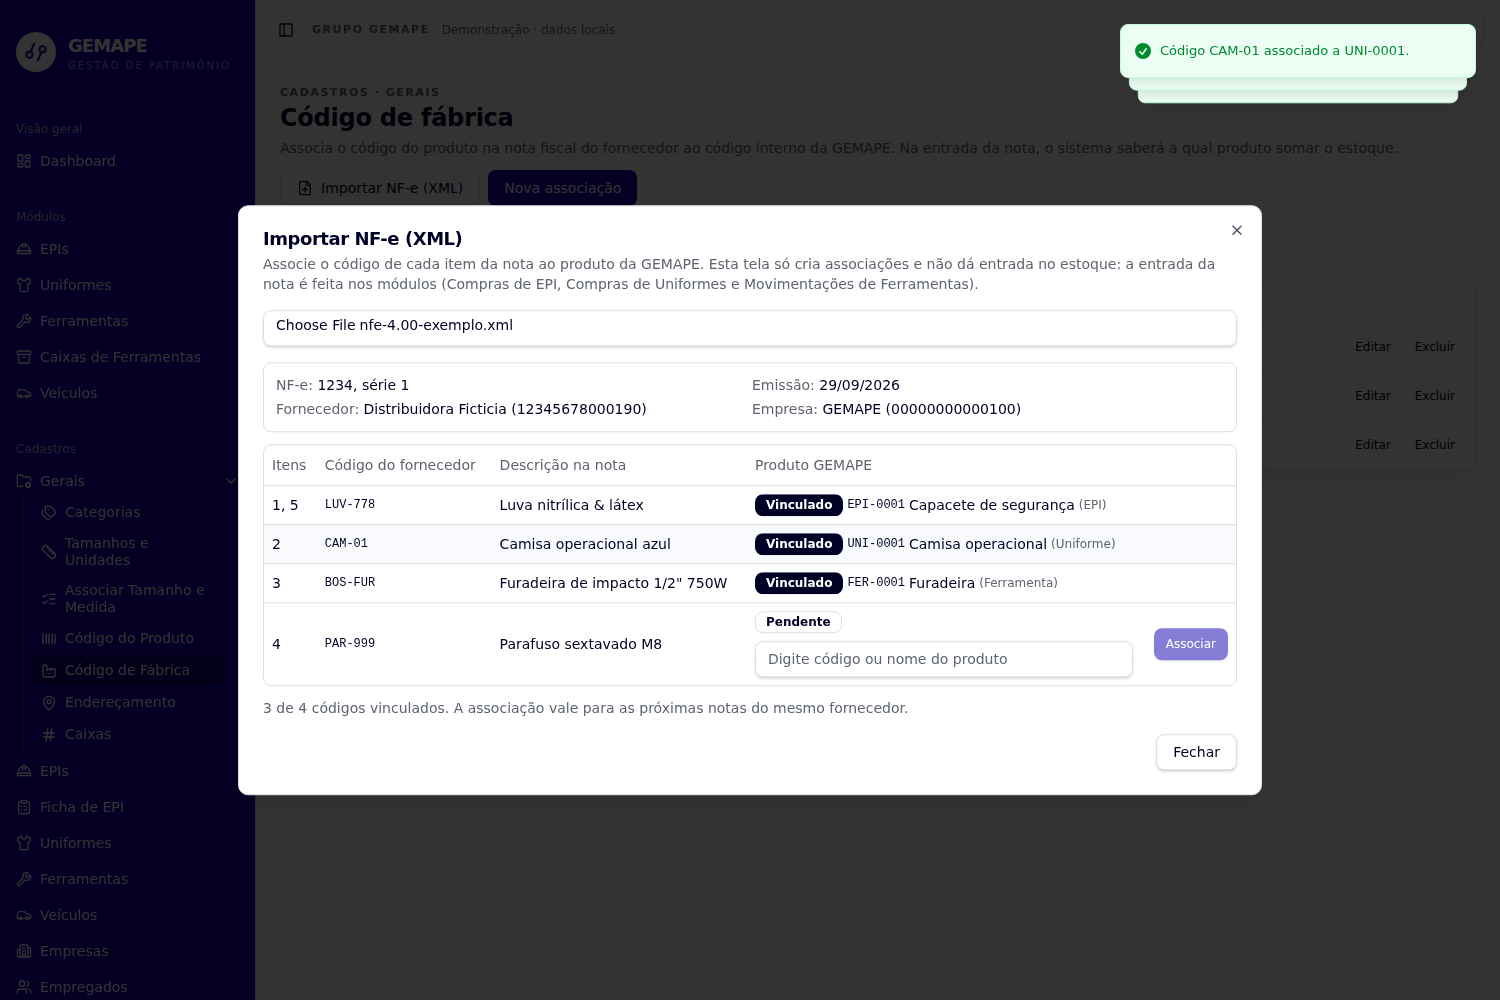 GEMAPE
GESTÃO DE PATRIMÔNIO
Visão geral
Dashboard
Módulos
EPIs
Uniformes
Ferramentas
Caixas de Ferramentas
Veículos
Cadastros
Gerais
Categorias
Tamanhos e
Unidades
Associar Tamanho e
Medida
Código do Produto
Código de Fábrica
Endereçamento
Caixas
EPIs
Ficha de EPI
Uniformes
Ferramentas
Veículos
Empresas
Empregados
GRUPO GEMAPE Demonstração · dados locais
Código CAM-01 associado a UNI-0001.
CADASTROS · GERAIS
Código de fábrica
Associa o código do produto na nota fiscal do fornecedor ao código interno da GEMAPE. Na entrada da nota, o sistema saberá a qual produto somar o estoque.
Importar NF-e (XML) Nova associação
Editar Excluir
Editar Excluir
Editar Excluir
Importar NF-e (XML)
Associe o código de cada item da nota ao produto da GEMAPE. Esta tela só cria associações e não dá entrada no estoque: a entrada da
nota é feita nos módulos (Compras de EPI, Compras de Uniformes e Movimentações de Ferramentas).
Choose File nfe-4.00-exemplo.xml
NF-e: 1234, série 1 Emissão: 29/09/2026
Fornecedor: Distribuidora Ficticia (12345678000190) Empresa: GEMAPE (00000000000100)
Itens Código do fornecedor Descrição na nota Produto GEMAPE
1, 5 LUV-778 Luva nitrílica & látex Vinculado EPI-0001 Capacete de segurança (EPI)
2 CAM-01 Camisa operacional azul Vinculado UNI-0001 Camisa operacional (Uniforme)
3 BOS-FUR Furadeira de impacto 1/2" 750W Vinculado FER-0001 Furadeira (Ferramenta)
4 PAR-999 Parafuso sextavado M8 Pendente
Digite código ou nome do produto Associar
3 de 4 códigos vinculados. A associação vale para as próximas notas do mesmo fornecedor.
Fechar